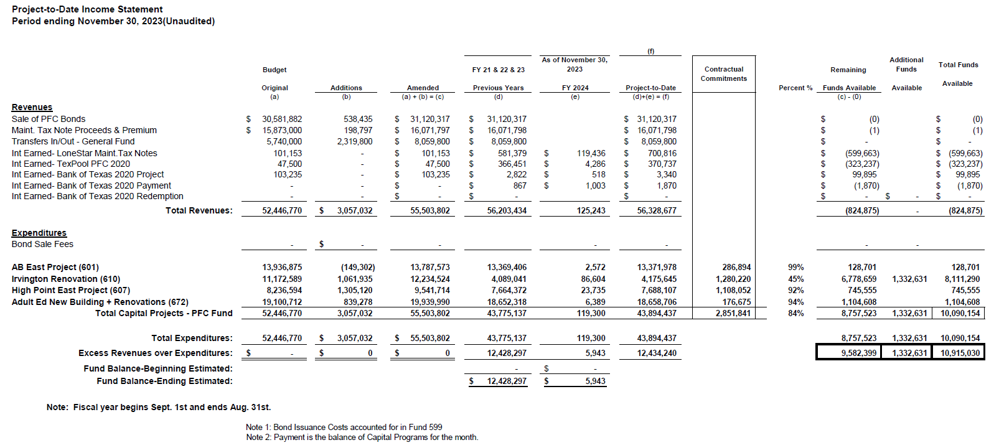 Project-to-Date Income Statement
Period ending November 30, 2023(Unaudited)
(f)
Budget FY 21 & 22 & 23 As of November 30, 2023 Contractual Commitments Remaining Additional Funds Total Funds
Original Additions Amended Previous Years FY 2024 Project-to-Date Percent % Funds Available Available Available
(a) (b) (a) + (b) = (c) (d) (e) (d)+(e) = (f) (c) - (0)
Revenues
Sale of PFC Bonds $ 30,581,882 538,435 $ 31,120,317 $ 31,120,317 $ 31,120,317 $ (0) $ (0)
Maint. Tax Note Proceeds & Premium $ 15,873,000 198,797 $ 16,071,797 $ 16,071,798 $ 16,071,798 $ (1) $ (1)
Transfers In/Out - General Fund 5,740,000 2,319,800 $ 8,059,800 $ 8,059,800 $ 8,059,800 $ - $ -
Int Earned- LoneStar Maint.Tax Notes 101,153 - $ 101,153 $ 581,379 $ 119,436 $ 700,816 $ (599,663) $ (599,663)
Int Earned- TexPool PFC 2020 47,500 - $ 47,500 $ 366,451 $ 4,286 $ 370,737 $ (323,237) $ (323,237)
Int Earned- Bank of Texas 2020 Project 103,235 - $ 103,235 $ 2,822 $ 518 $ 3,340 $ 99,895 $ 99,895
Int Earned- Bank of Texas 2020 Payment - - $ - $ 867 $ 1,003 $ 1,870 $ (1,870) $ (1,870)
Int Earned- Bank of Texas 2020 Redemption - - $ - $ - $ - $ - $ - $ -
Total Revenues: 52,446,770 $ 3,057,032 55,503,802 56,203,434 125,243 56,328,677 (824,875) - (824,875)
Expenditures
Bond Sale Fees - $ - - - - - -
AB East Project (601) 13,936,875 (149,302) 13,787,573 13,369,406 2,572 13,371,978 286,894 99% 128,701 128,701
Irvington Renovation (610) 11,172,589 1,061,935 12,234,524 4,089,041 86,604 4,175,645 1,280,220 45% 6,778,659 1,332,631 8,111,290
High Point East Project (607) 8,236,594 1,305,120 9,541,714 7,664,372 23,735 7,688,107 1,108,052 92% 745,555 745,555
Adult Ed New Building + Renovations (672) 19,100,712 839,278 19,939,990 18,652,318 6,389 18,658,706 176,675 94% 1,104,608 1,104,608
Total Capital Projects - PFC Fund 52,446,770 3,057,032 55,503,802 43,775,137 119,300 43,894,437 2,851,841 84% 8,757,523 1,332,631 10,090,154
Total Expenditures: 52,446,770 $ 3,057,032 $ 55,503,802 43,775,137 119,300 43,894,437 8,757,523 1,332,631 10,090,154
Excess Revenues over Expenditures: $ - $ 0 $ 0 12,428,297 5,943 12,434,240 9,582,399 1,332,631 10,915,030
Fund Balance-Beginning Estimated: - $ -
Fund Balance-Ending Estimated: $ 12,428,297 $ 5,943
Note: Fiscal year begins Sept. 1st and ends Aug. 31st.
Note 1: Bond Issuance Costs accounted for in Fund 599
Note 2: Payment is the balance of Capital Programs for the month.